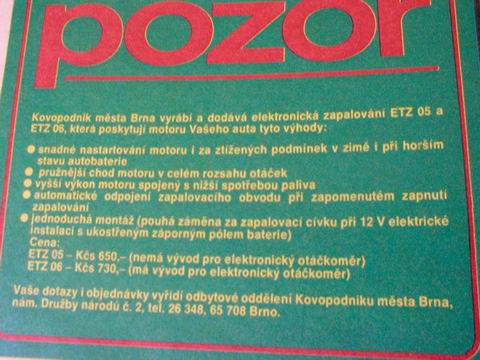 pozor
Kovopodnik města Brna vyrábí a dodává elektronická zapalování ETZ 05 a
ETZ 06, která poskytují motoru Vašeho auta tyto výhody:
● snadné nastartování motoru i za ztížených podmínek v zimě i při horším
stavu autobaterie
● pružnější chod motoru v celém rozsahu otáček
● vyšší výkon motoru spojený s nižší spotřebou paliva
● automatické odpojení zapalovacího obvodu při zapomenutém zapnutí
zapalování
● jednoduchá montáž (pouhá záměna za zapalovací cívku při 12 V elektrické
instalaci s ukostřeným záporným pólem baterie)
Cena:
ETZ 05 – Kčs 650,– (nemá vývod pro elektronický otáčkoměr)
ETZ 06 – Kčs 730,– (má vývod pro elektronický otáčkoměr)
Vaše dotazy i objednávky vyřídí odbytové oddělení Kovopodniku města Brna,
nám. Družby národů č. 2, tel. 26 348, 65 708 Brno.